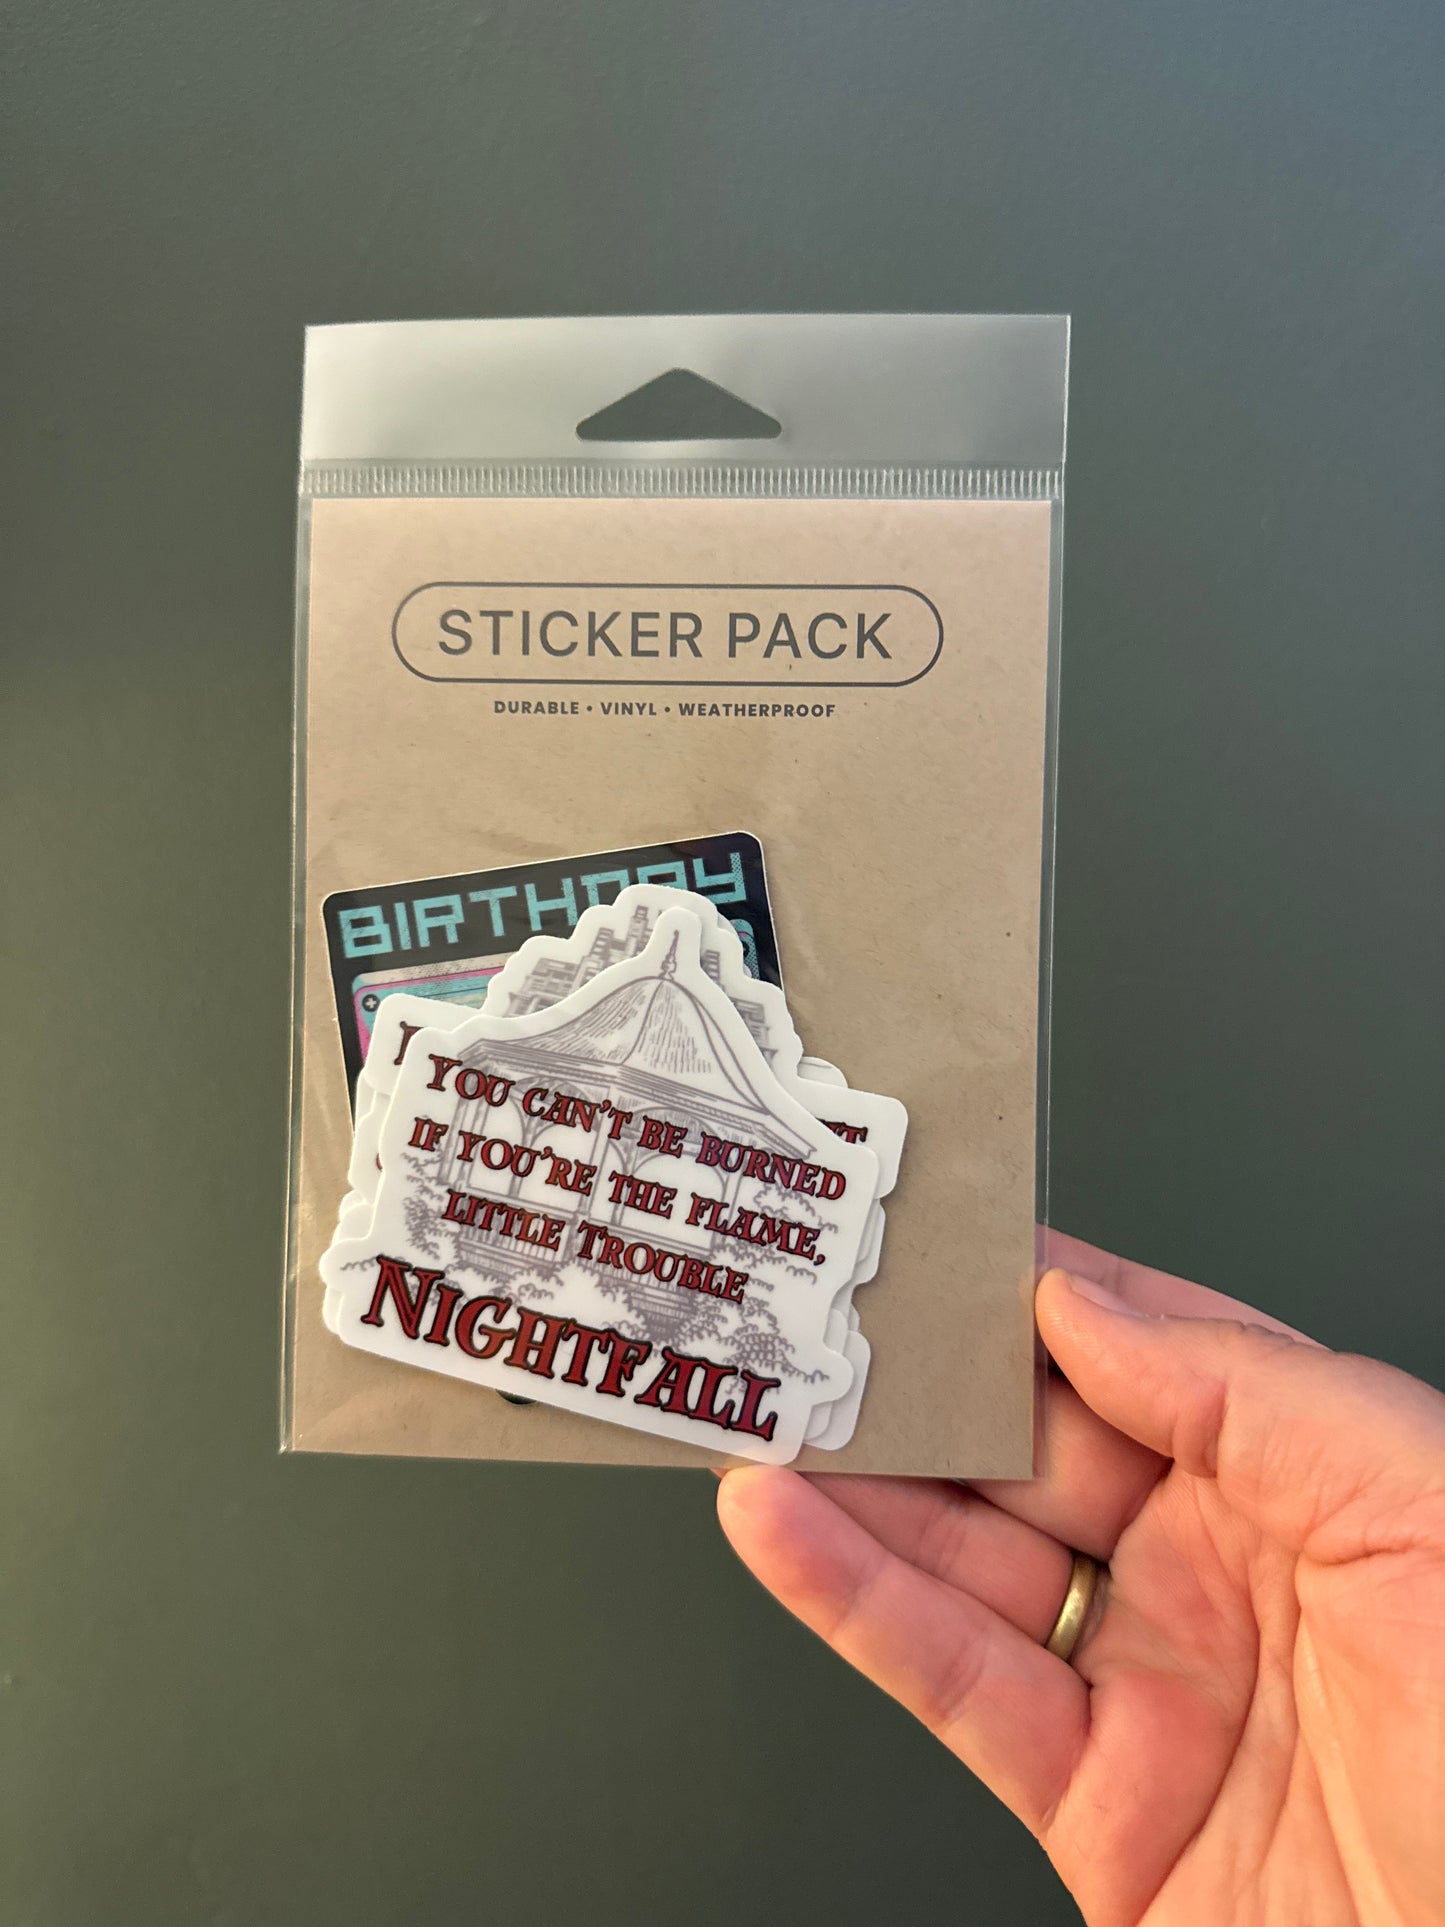 STICKER PACK
DURABLE • VINYL • WEATHERPROOF
BIRTHDAY
YOU CAN'T BE BURNED
IF YOU'RE THE FLAME,
LITTLE TROUBLE
NIGHTFALL